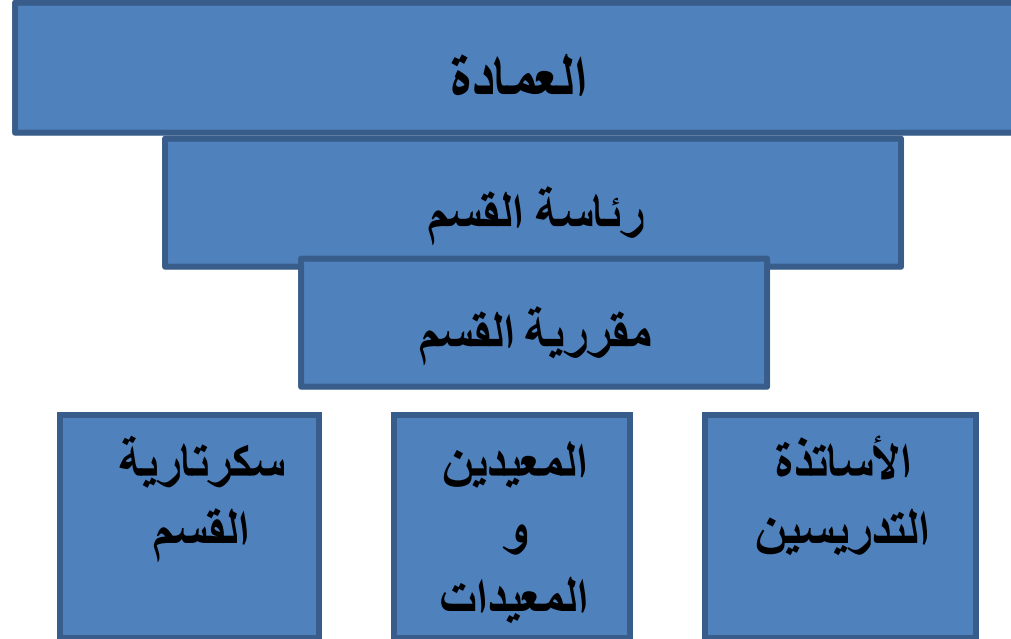 العمادة
رئاسة القسم
مقررية القسم
الأساتذة
التدريسين
المعيدين
و
المعيدات
سكرتارية
القسم